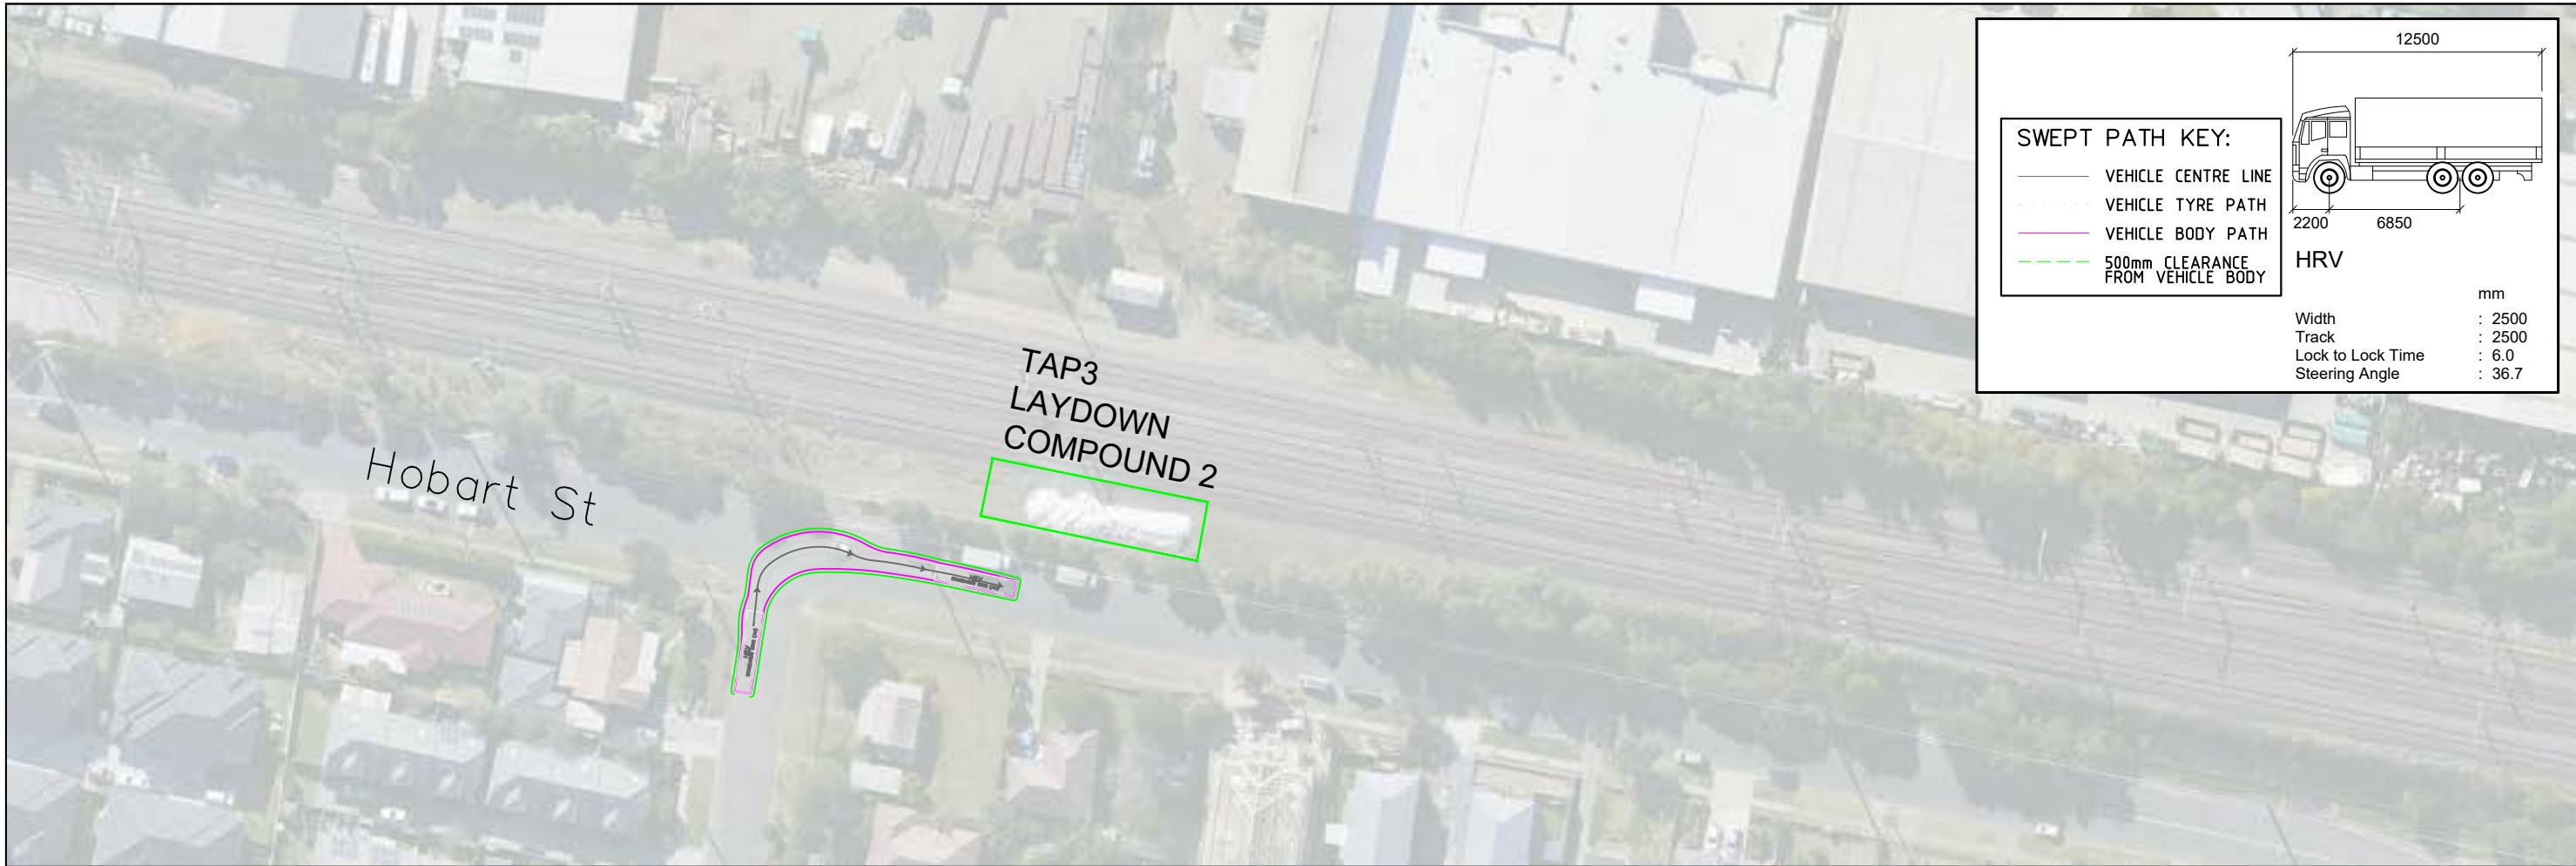 12500
SWEPT PATH KEY:
VEHICLE CENTRE LINE
VEHICLE TYRE PATH
VEHICLE BODY PATH
500mm CLEARANCE
FROM VEHICLE BODY
2200 6850
HRV
mm
Width : 2500
Track : 2500
Lock to Lock Time : 6.0
Steering Angle : 36.7
TAP3
LAYDOWN
COMPOUND 2
Hobart St
HRV
HRV